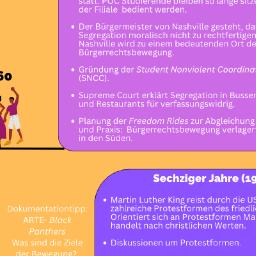 statt. POC Studierende bleiben so lange sitz
der Filiale bedient werden.
Der Bürgermeister von Nashville gesteht, da
Segregation moralisch nicht zu rechtfertigen
Nashville wird zu einem bedeutenden Ort de
Bürgerrechtsbewegung.
60
Gründung der Student Nonviolent Coordina
(SNCC).
Supreme Court erklärt Segregation in Bussen
und Restaurants für verfassungswidrig.
Planung der Freedom Rides zur Abgleichung
und Praxis: Bürgerrechtsbewegung verlager
in den Süden.
Sechziger Jahre (19
Martin Luther King reist durch die US
zahlreiche Protestformen des friedli
Orientiert sich an Protestformen Ma
handelt nach christlichen Werten.
Diskussionen um Protestformen.
Dokumentationtipp:
ARTE- Black
Panthers
Was sind die Ziele
der Bewegung?